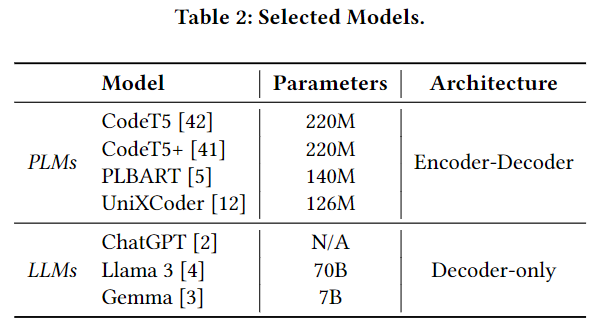 Table 2: Selected Models.
Model Parameters Architecture
CodeT5 [42] 220M
CodeT5+ [41] 220M
PLMs Encoder-Decoder
PLBART [5] 140M
UniXCoder [12] 126M
ChatGPT [2] N/A
LLMs Llama 3 [4] 70B Decoder-only
Gemma [3] 7B